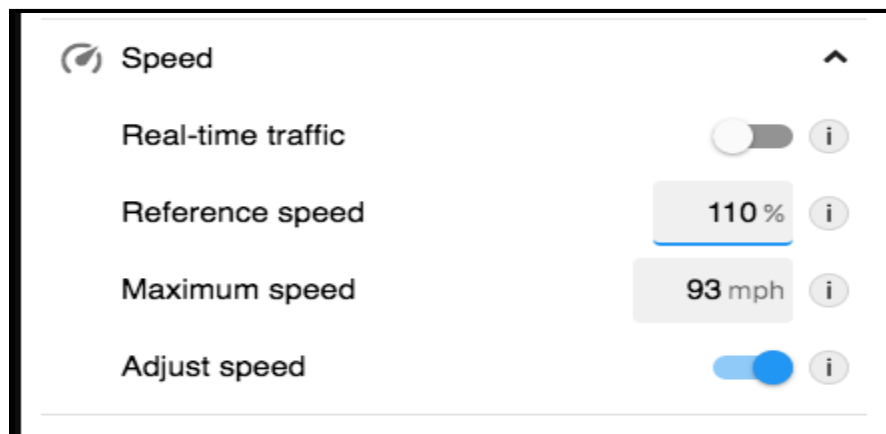 Speed
Real-time traffic i
Reference speed 110 % i
Maximum speed 93 mph i
Adjust speed i